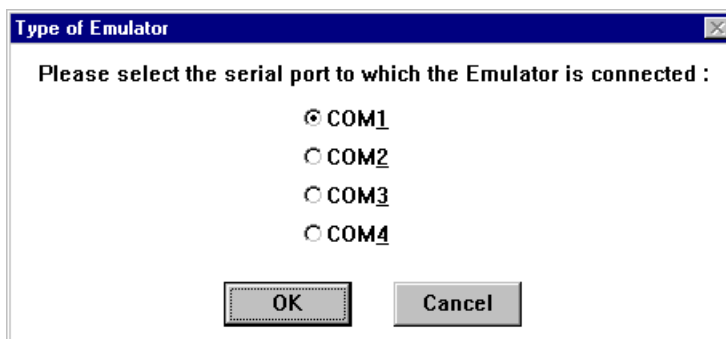 Type of Emulator
Please select the serial port to which the Emulator is connected :
COM1
COM2
COM3
COM4
OK Cancel